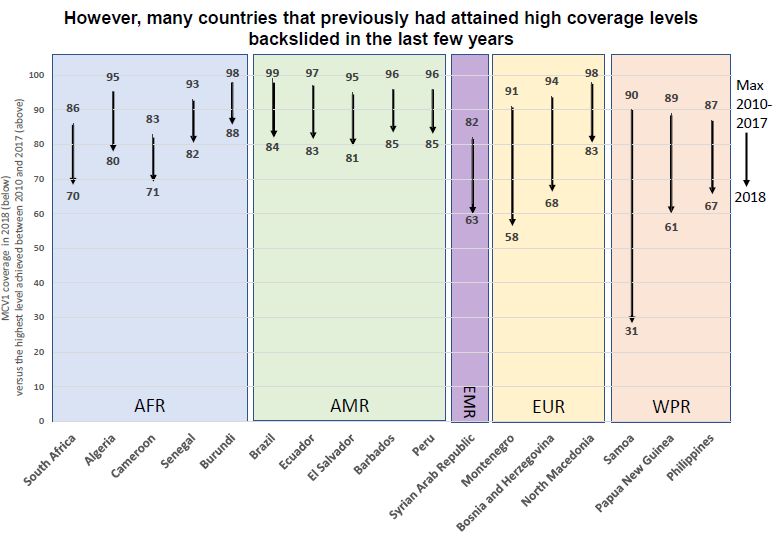 However, many countries that previously had attained high coverage levels
backslided in the last few years
MCV1 coverage in 2018 (below)
versus the highest level achieved between 2010 and 2017 (above)
100
90
80
70
60
50
40
30
20
10
0
86
70
95
80
83
71
93
82
98
88
99
84
97
83
95
81
96
85
96
85
82
63
91
58
94
68
98
83
90
31
89
61
87
67
Max
2010-
2017
2018
AFR
AMR
EMR
EUR
WPR
South Africa
Algeria
Cameroon
Senegal
Burundi
Brazil
Ecuador
El Salvador
Barbados
Peru
Syrian Arab Republic
Montenegro
Bosnia and Herzegovina
North Macedonia
Samoa
Papua New Guinea
Philippines